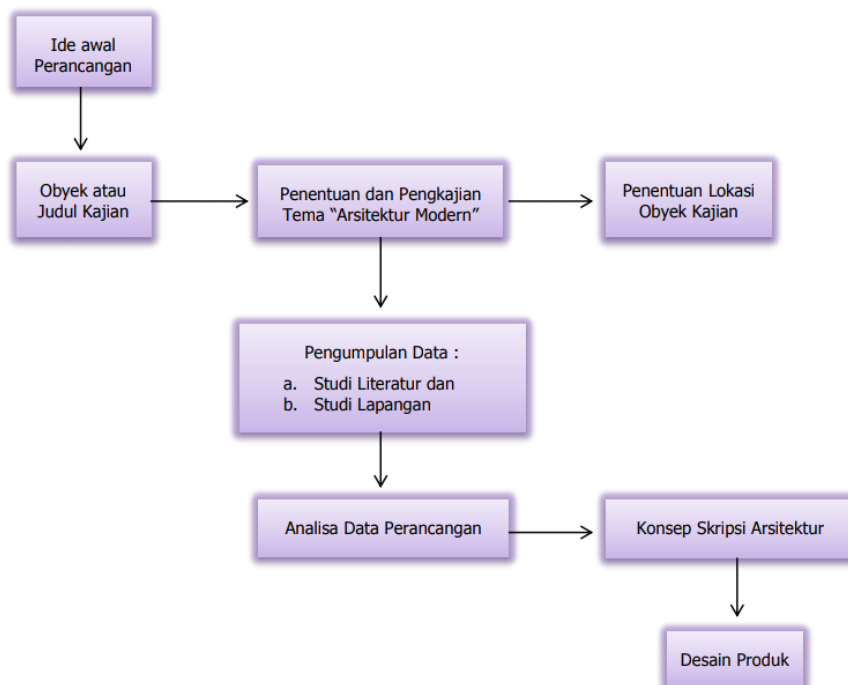 Ide awal
Perancangan
Obyek atau
Judul Kajian
Penentuan dan Pengkajian
Tema “Arsitektur Modern”
Penentuan Lokasi
Obyek Kajian
Pengumpulan Data :
a. Studi Literatur dan
b. Studi Lapangan
Analisa Data Perancangan
Konsep Skripsi Arsitektur
Desain Produk